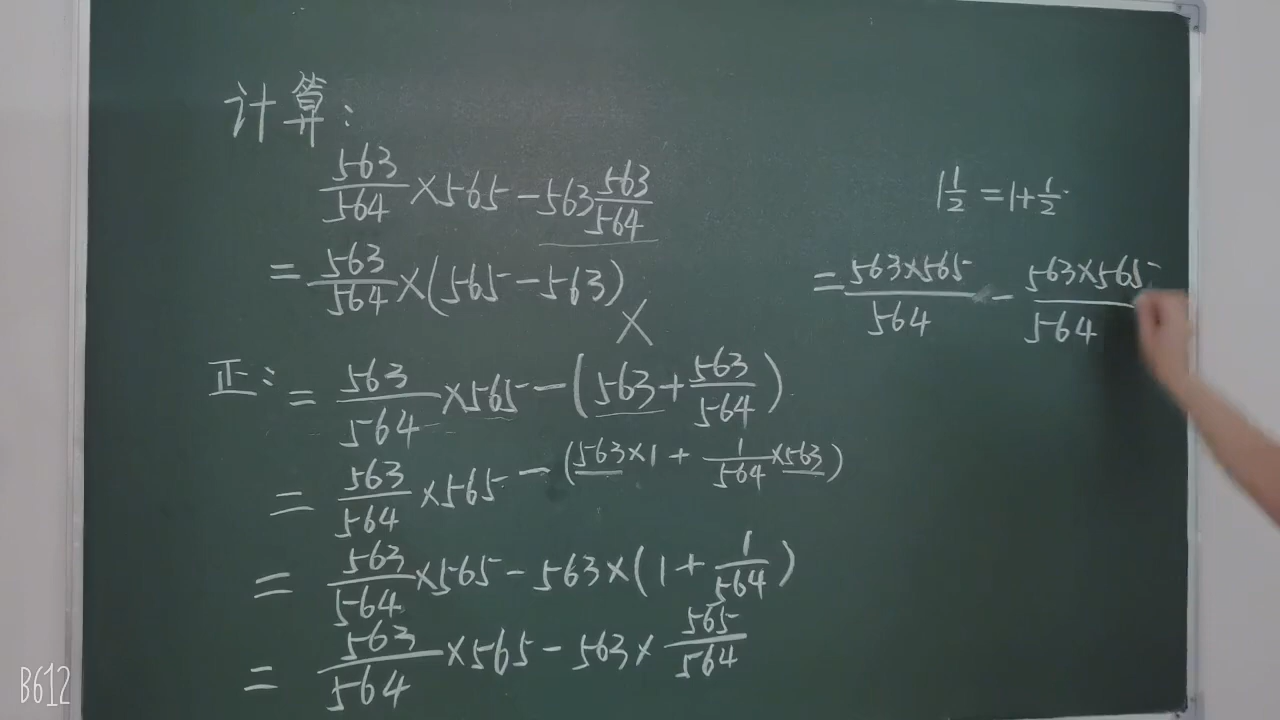 计算:
563/564 ×565-563 563/564
= 563/564 ×(565-563)
×
正: = 563/564 ×565-(563+563/564)
= 563/564 ×565-(563×1+1/564×563)
= 563/564 ×565-563×(1+1/564)
= 563/564 ×565-563×565/564
1 1/2 =1+1/2
= 563×565/564 - 563×565/564
B612